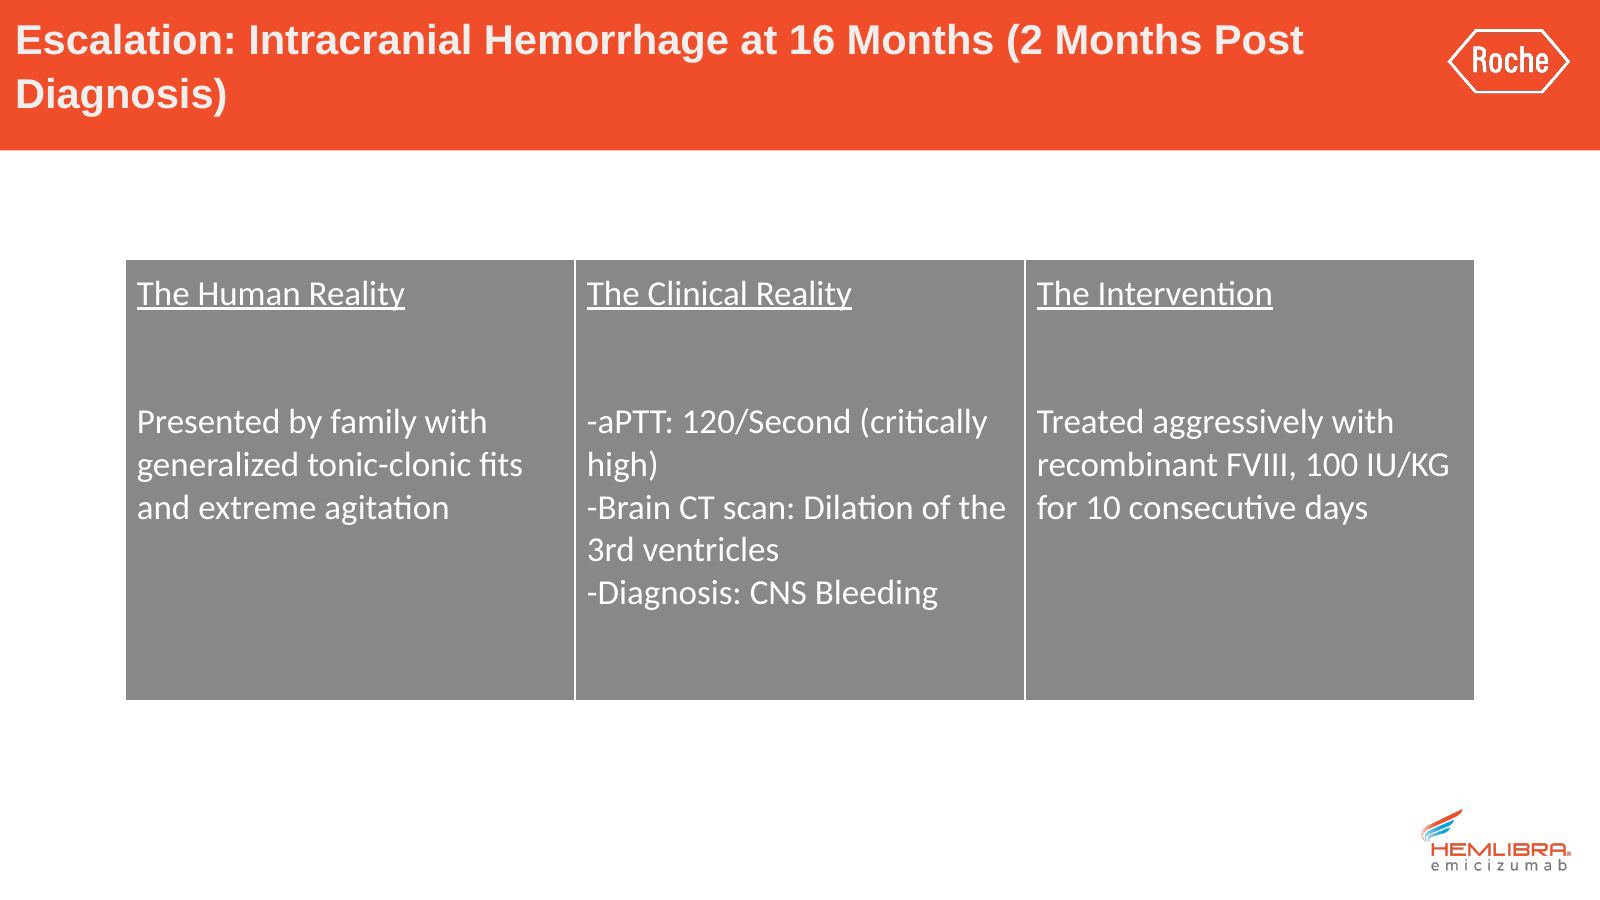 Escalation: Intracranial Hemorrhage at 16 Months (2 Months Post
Diagnosis)
Roche
The Human Reality
Presented by family with
generalized tonic-clonic fits
and extreme agitation
The Clinical Reality
-aPTT: 120/Second (critically
high)
-Brain CT scan: Dilation of the
3rd ventricles
-Diagnosis: CNS Bleeding
The Intervention
Treated aggressively with
recombinant FVIII, 100 IU/KG
for 10 consecutive days
HEMLIBRA®
emicizumab